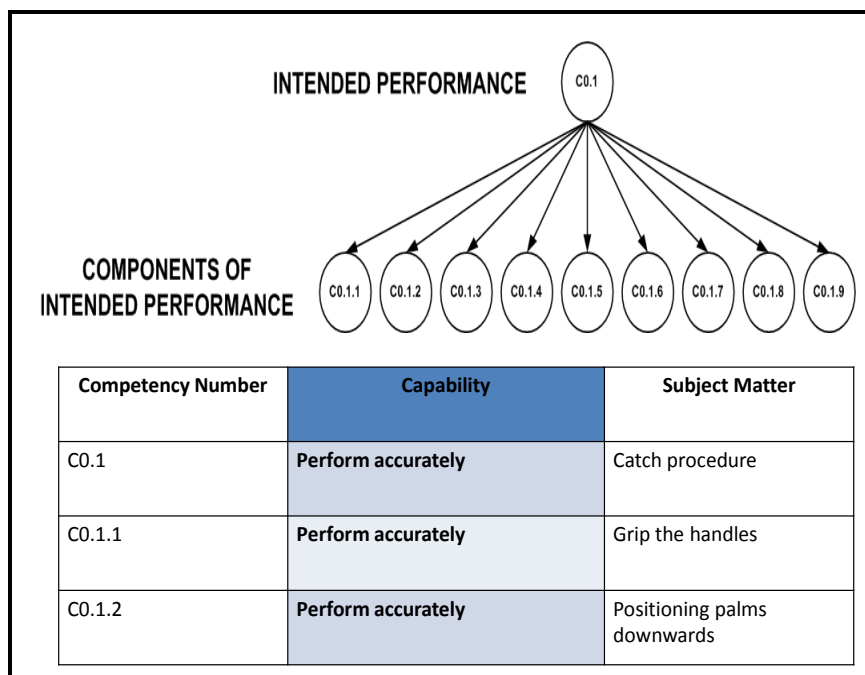 INTENDED PERFORMANCE
C0.1
COMPONENTS OF
INTENDED PERFORMANCE
C0.1.1 C0.1.2 C0.1.3 C0.1.4 C0.1.5 C0.1.6 C0.1.7 C0.1.8 C0.1.9
Competency Number Capability Subject Matter
C0.1 Perform accurately Catch procedure
C0.1.1 Perform accurately Grip the handles
C0.1.2 Perform accurately Positioning palms
downwards